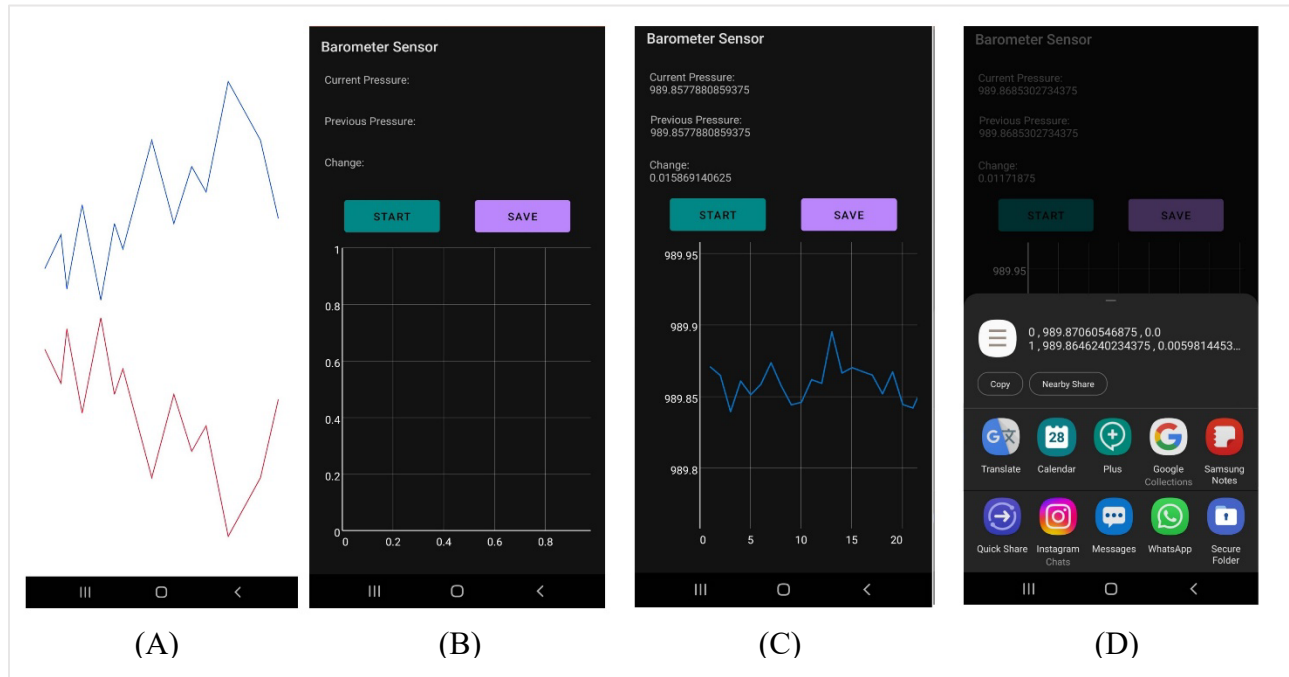 Barometer Sensor
Current Pressure:
Previous Pressure:
Change:
START
SAVE
1
0.8
0.6
0.4
0.2
0
0
0.2
0.4
0.6
0.8
Barometer Sensor
Current Pressure:
989.8577880859375
Previous Pressure:
989.8577880859375
Change:
0.015869140625
START
SAVE
989.95
989.9
989.85
989.8
0
5
10
15
20
Barometer Sensor
Current Pressure:
989.8685302734375
Previous Pressure:
989.8685302734375
Change:
0.01171875
START
SAVE
989.95
0 , 989.87060546875 , 0.0
1 , 989.8646240234375 , 0.0059814453...
Copy
Nearby Share
G文
28
G
Translate
Calendar
Plus
Google
Collections
Samsung
Notes
Quick Share
Instagram
Chats
Messages
WhatsApp
Secure
Folder
(A)
(B)
(C)
(D)